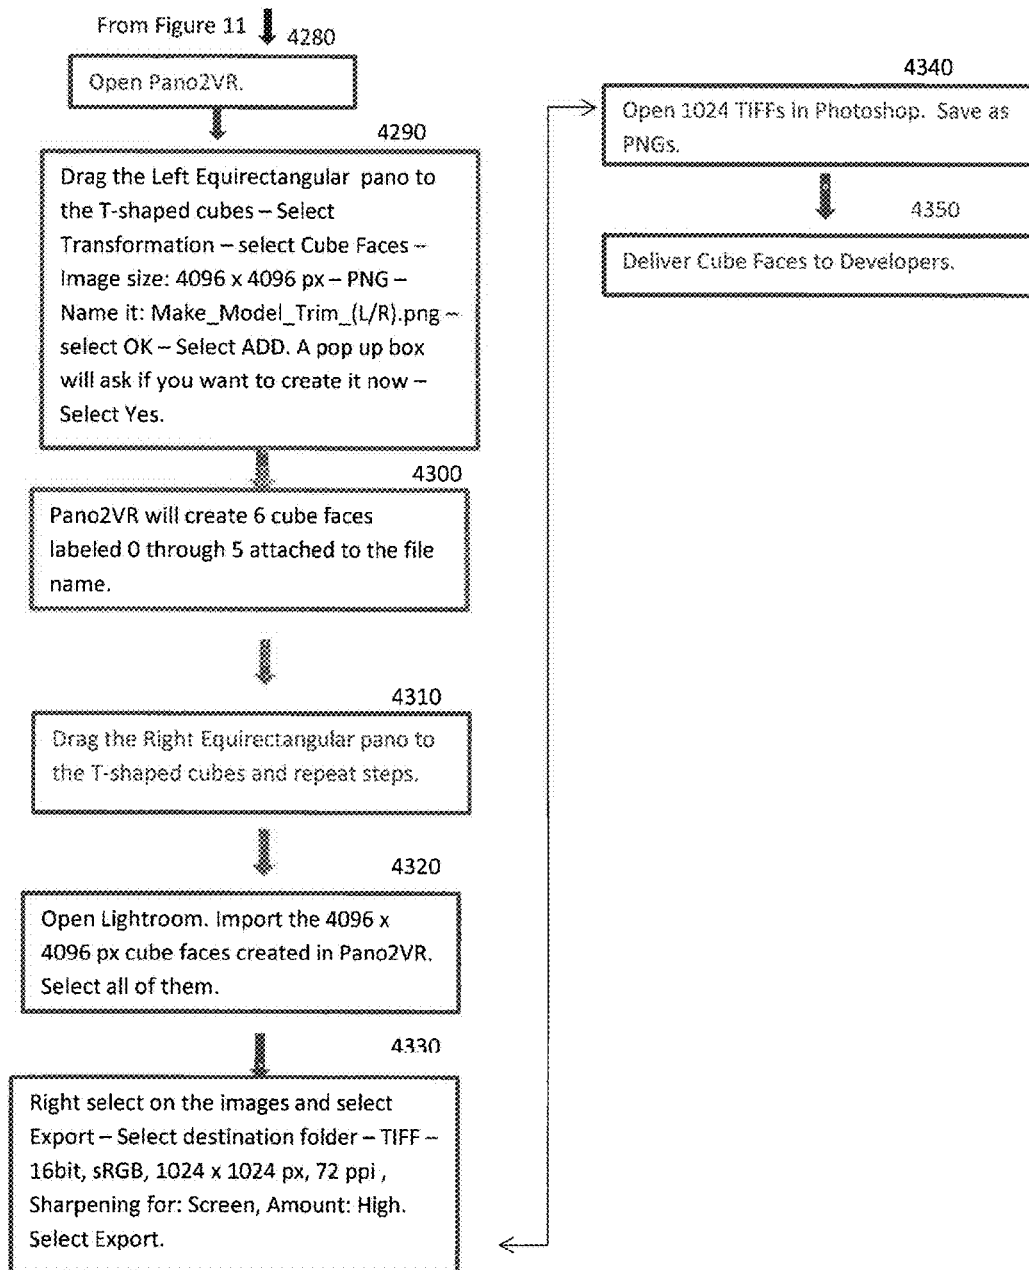 From Figure 11
4280
Open Pano2VR.
4290
Drag the Left Equirectangular pano to
the T-shaped cubes – Select
Transformation – select Cube Faces –
Image size: 4096 x 4096 px – PNG –
Name it: Make_Model_Trim_(L/R).png –
select OK – Select ADD. A pop up box
will ask if you want to create it now –
Select Yes.
4300
Pano2VR will create 6 cube faces
labeled 0 through 5 attached to the file
name.
4310
Drag the Right Equirectangular pano to
the T-shaped cubes and repeat steps.
4320
Open Lightroom. Import the 4096 x
4096 px cube faces created in Pano2VR.
Select all of them.
4330
Right select on the images and select
Export – Select destination folder – TIFF –
16bit, sRGB, 1024 x 1024 px, 72 ppi ,
Sharpening for: Screen, Amount: High.
Select Export.
4340
Open 1024 TIFFs in Photoshop. Save as
PNGs.
4350
Deliver Cube Faces to Developers.